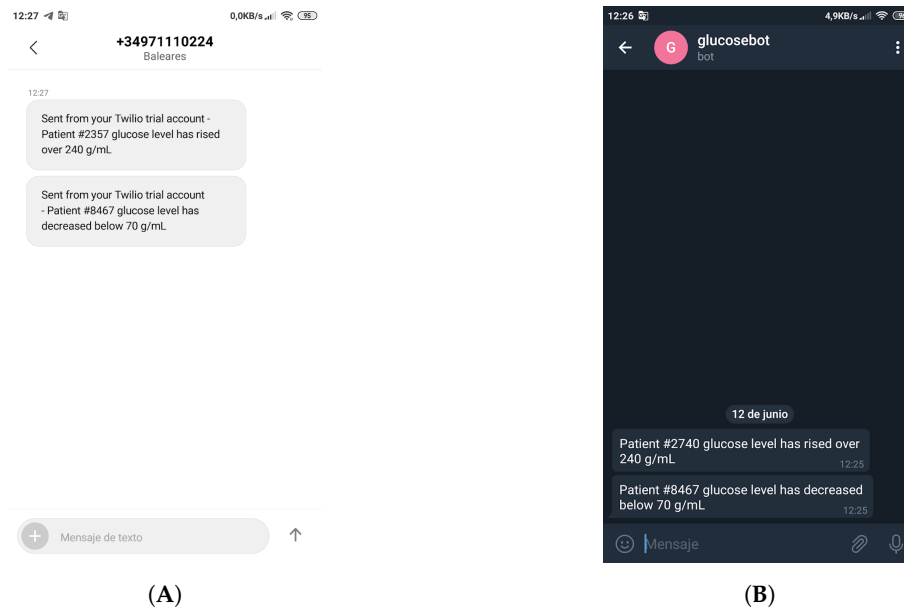 12:27
0,0KB/s
95
+34971110224
Baleares
12:27
Sent from your Twilio trial account -
Patient #2357 glucose level has rised
over 240 g/mL
Sent from your Twilio trial account
- Patient #8467 glucose level has
decreased below 70 g/mL
Mensaje de texto
(A)
12:26
4,9KB/s
G
glucosebot
bot
12 de junio
Patient #2740 glucose level has rised over
240 g/mL
12:25
Patient #8467 glucose level has decreased
below 70 g/mL
12:25
Mensaje
(B)